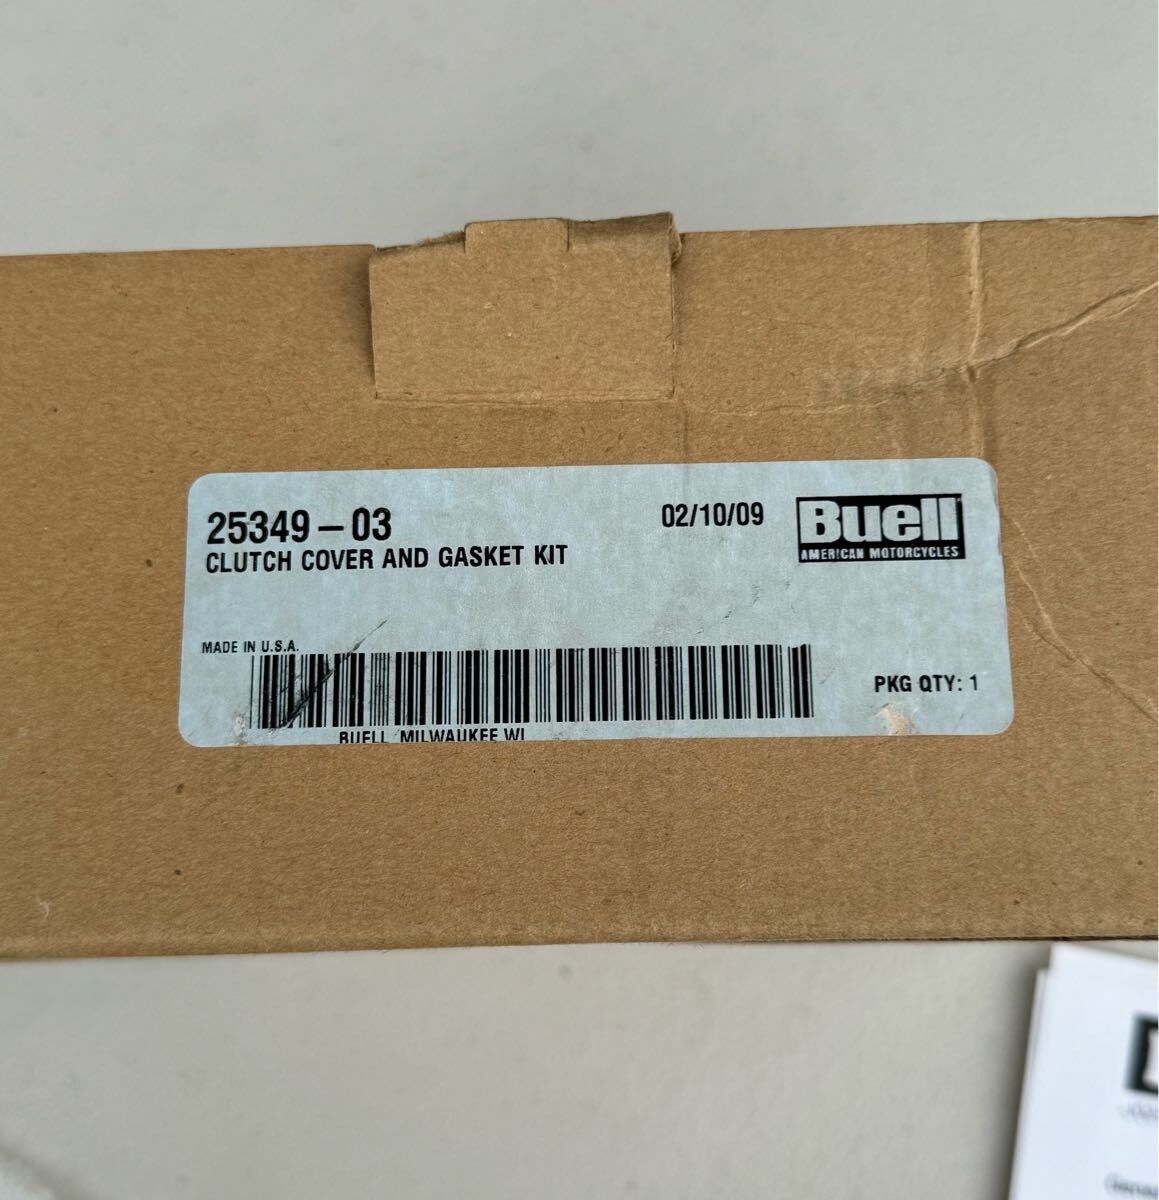 25349-03
CLUTCH COVER AND GASKET KIT
02/10/09
Buell
AMERICAN MOTORCYCLES
MADE IN U.S.A.
PKG QTY: 1
BUELL MILWAUKEE WI